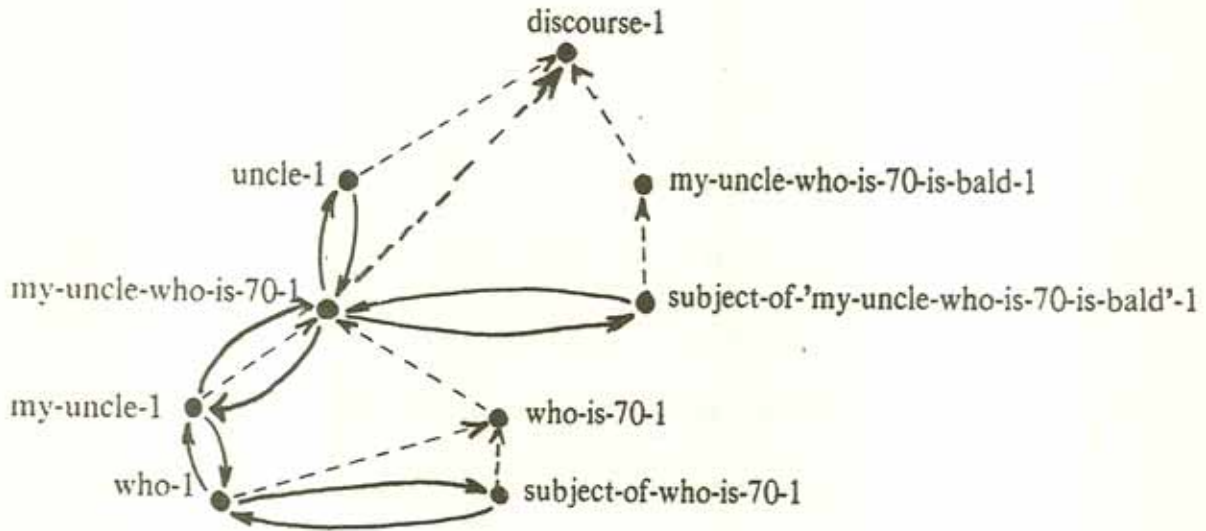 discourse-1
uncle-1
my-uncle-who-is-70-is-bald-1
my-uncle-who-is-70-1
subject-of-'my-uncle-who-is-70-is-bald'-1
my-uncle-1
who-is-70-1
who-1
subject-of-who-is-70-1